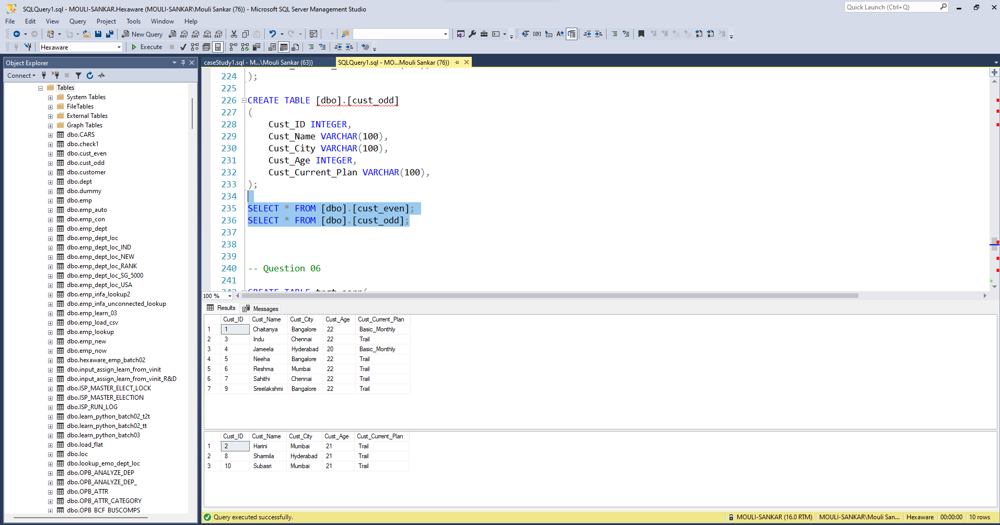 SQLQuery1.sql - MOULI-SANKAR.Hexaware (MOULI-SANKAR\Mouli Sankar (76)) - Microsoft SQL Server Management Studio
Quick Launch (Ctrl+Q)
File Edit View Query Project Tools Window Help
New Query MDX DMX XMLA DAX
Hexaware Execute
Object Explorer
Connect
Tables
System Tables
FileTables
External Tables
Graph Tables
dbo.CARS
dbo.check1
dbo.cust_even
dbo.cust_odd
dbo.customer
dbo.dept
dbo.dummy
dbo.emp
dbo.emp_auto
dbo.emp_con
dbo.emp_dept
dbo.emp_dept_loc
dbo.emp_dept_loc_IND
dbo.emp_dept_loc_NEW
dbo.emp_dept_loc_RANK
dbo.emp_dept_loc_SG_5000
dbo.emp_dept_loc_USA
dbo.emp_infa_lookup2
dbo.emp_infa_unconnected_lookup
dbo.emp_learn_03
dbo.emp_load_csv
dbo.emp_lookup
dbo.emp_new
dbo.emp_now
dbo.hexaware_emp_batch02
dbo.input_assign_learn_from_vinit
dbo.input_assign_learn_from_vinit_R&D
dbo.ISP_MASTER_ELECT_LOCK
dbo.ISP_MASTER_ELECTION
dbo.ISP_RUN_LOG
dbo.learn_python_batch02_t2t
dbo.learn_python_batch02_tt
dbo.learn_python_batch03
dbo.load_flat
dbo.loc
dbo.lookup_emo_dept_loc
dbo.OPB_ANALYZE_DEP
dbo.OPB_ANALYZE_DEP_
dbo.OPB_ATTR
dbo.OPB_ATTR_CATEGORY
dbo.OPB_BCF_BUSCOMPS
caseStudy1.sql - M...\Mouli Sankar (63))
SQLQuery1.sql - MO...Mouli Sankar (76))
224 );
225
226 CREATE TABLE [dbo].[cust_odd]
227 (
228 Cust_ID INTEGER,
229 Cust_Name VARCHAR(100),
230 Cust_City VARCHAR(100),
231 Cust_Age INTEGER,
232 Cust_Current_Plan VARCHAR(100),
233 );
234
235 SELECT * FROM [dbo].[cust_even];
236 SELECT * FROM [dbo].[cust_odd];
237
238
239
240 -- Question 06
241
100 %
Results Messages
Cust_ID Cust_Name Cust_City Cust_Age Cust_Current_Plan
1 1 Chaitanya Bangalore 22 Basic_Monthly
2 3 Indu Chennai 22 Trail
3 4 Jameela Hyderabad 20 Basic_Monthly
4 5 Neeha Bangalore 22 Trail
5 6 Reshma Mumbai 22 Trail
6 7 Sahithi Chennai 22 Trail
7 9 Sreelakshmi Bangalore 22 Trail
Cust_ID Cust_Name Cust_City Cust_Age Cust_Current_Plan
1 2 Harini Mumbai 21 Trail
2 8 Sharmila Hyderabad 21 Trail
3 10 Subasri Mumbai 21 Trail
Query executed successfully.
MOULI-SANKAR (16.0 RTM) MOULI-SANKAR\Mouli San... Hexaware 00:00:00 10 rows